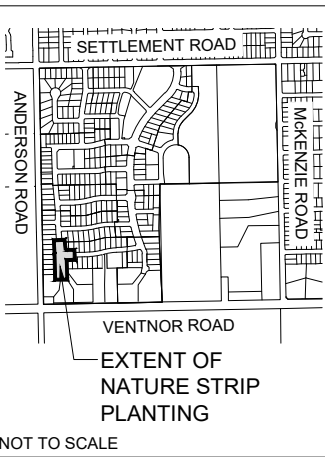 SETTLEMENT ROAD
ANDERSON ROAD
McKENZIE ROAD
VENTNOR ROAD
EXTENT OF
NATURE STRIP
PLANTING
NOT TO SCALE